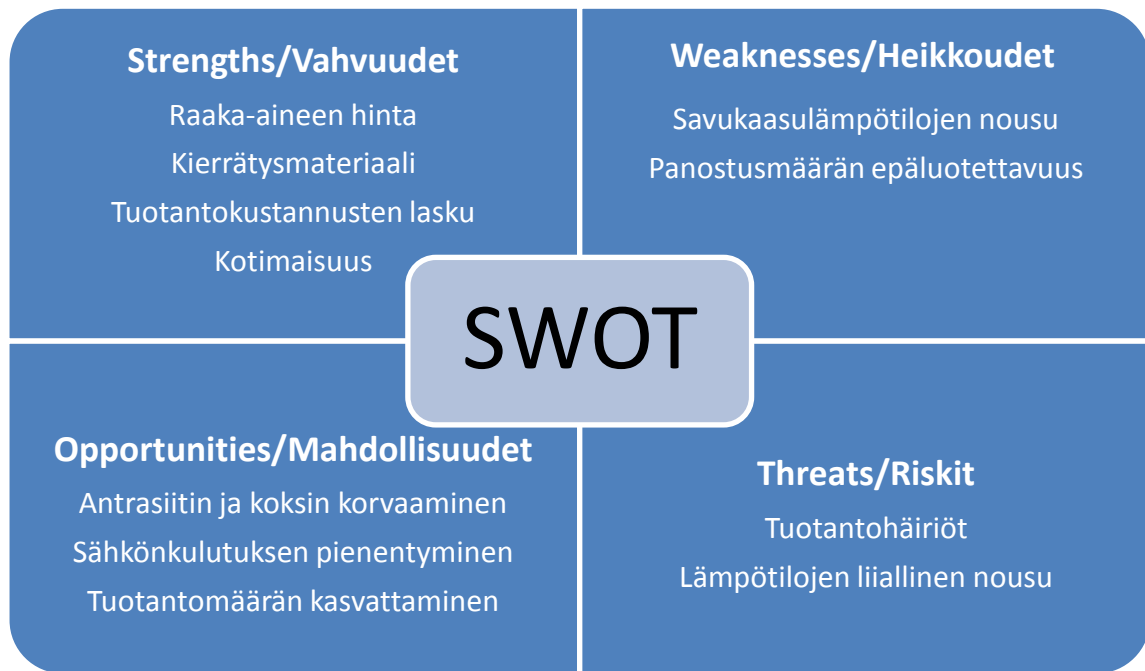 Strengths/Vahvuudet
Raaka-aineen hinta
Kierrätysmateriaali
Tuotantokustannusten lasku
Kotimaisuus
Weaknesses/Heikkoudet
Savukaasulämpötilojen nousu
Panostusmäärän epäluotettavuus
SWOT
Opportunities/Mahdollisuudet
Antrasiitin ja koksin korvaaminen
Sähkönkulutuksen pienentyminen
Tuotantomäärän kasvattaminen
Threats/Riskit
Tuotantohäiriöt
Lämpötilojen liiallinen nousu